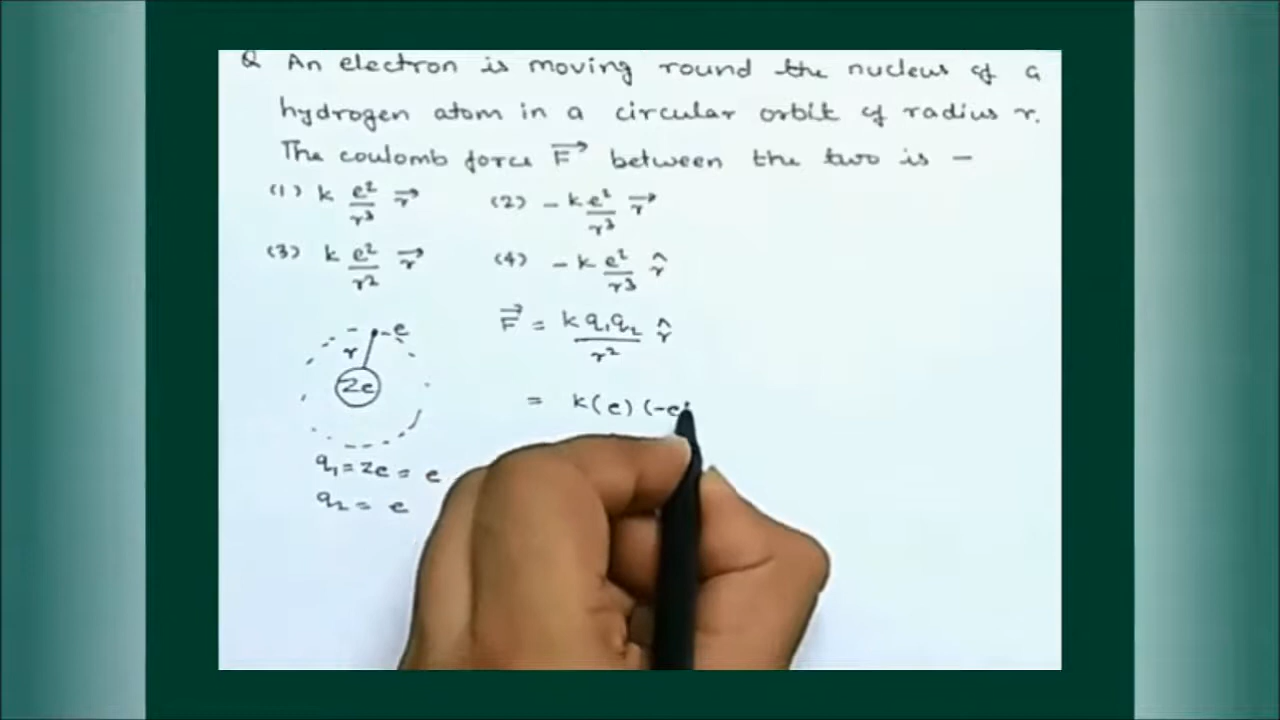 Q An electron is moving round the nucleus of a
hydrogen atom in a circular orbit of radius r.
The coulomb force F⃗ between the two is —
(1) k e²/r³ r⃗ (2) - k e²/r³ r⃗
(3) k e²/r² r⃗ (4) - k e²/r³ r̂
F⃗ = k q₁q₂/r² r̂
-e
r
Ze
= k(e)(-e
q₁ = Ze = e
q₂ = e